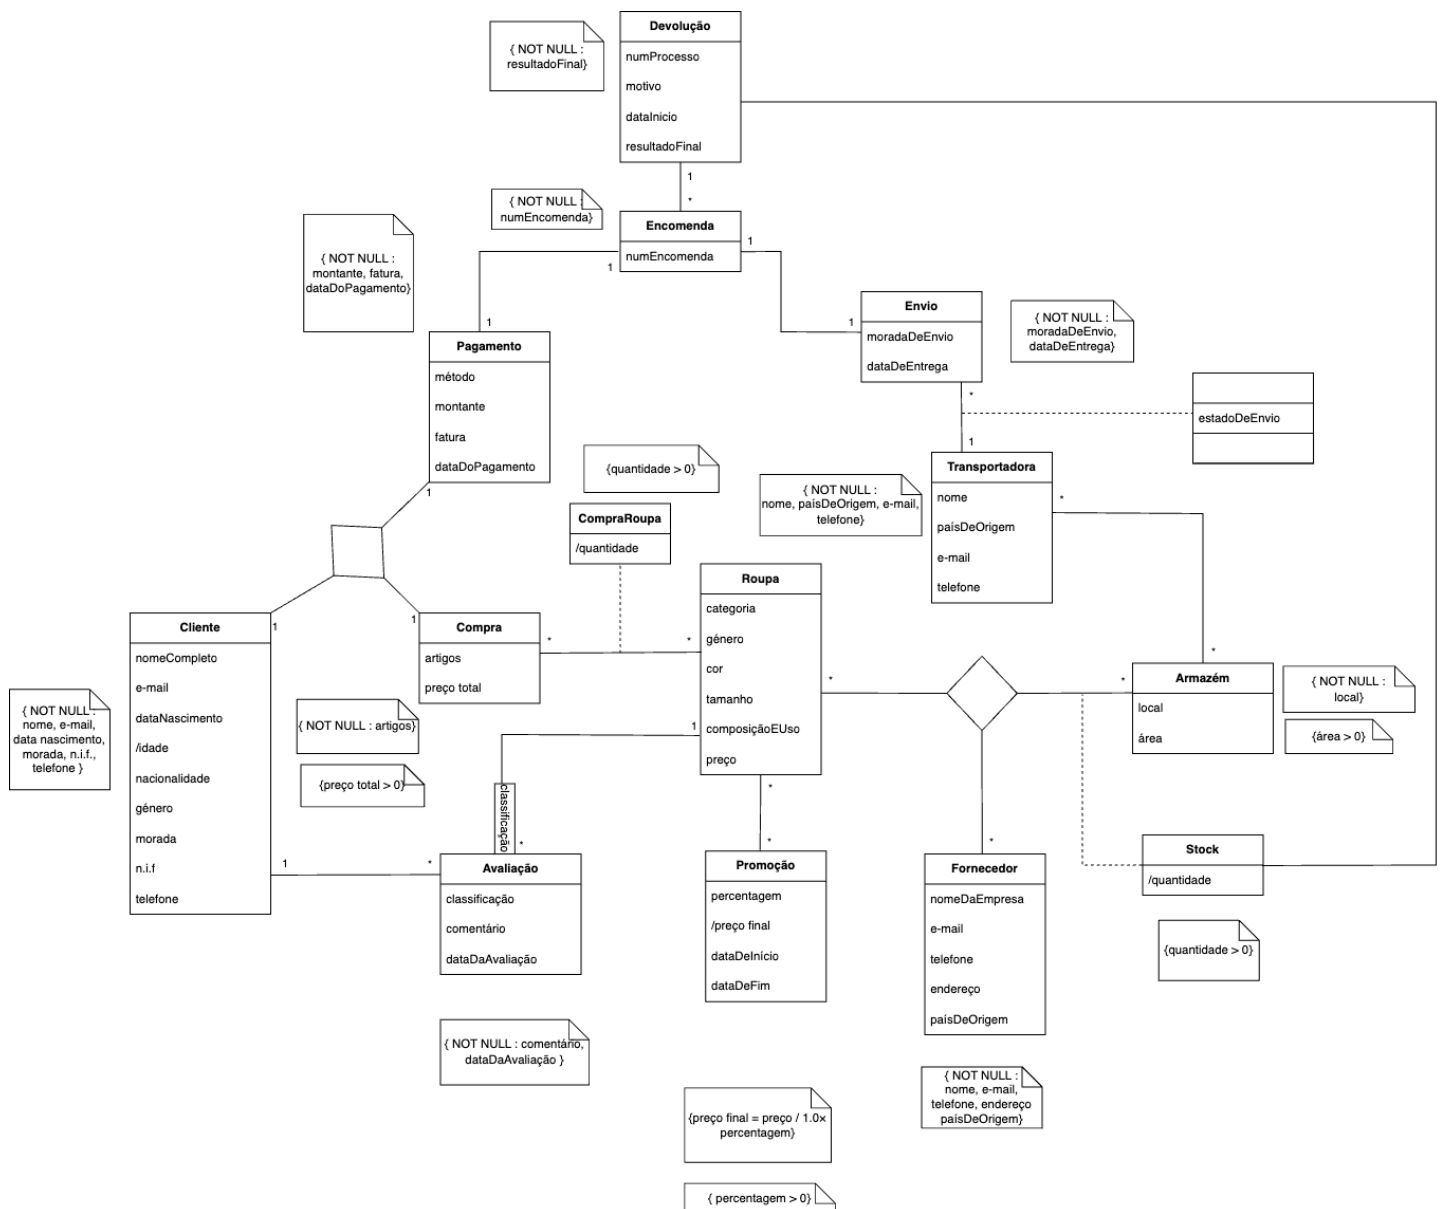 Devolução
numProcesso
motivo
dataInicio
resultadoFinal
{ NOT NULL :
resultadoFinal}
1
*
{ NOT NULL :
numEncomenda}
Encomenda
numEncomenda
1
1
{ NOT NULL :
montante, fatura,
dataDoPagamento}
1
Pagamento
método
montante
fatura
dataDoPagamento
1
1
Envio
moradaDeEnvio
dataDeEntrega
{ NOT NULL :
moradaDeEnvio,
dataDeEntrega}
*
1
estadoDeEnvio
Transportadora
nome
paísDeOrigem
e-mail
telefone
{ NOT NULL :
nome, paísDeOrigem, e-mail,
telefone}
*
*
{quantidade > 0}
CompraRoupa
/quantidade
Roupa
categoria
género
cor
tamanho
composiçãoEUso
preço
Cliente
nomeCompleto
e-mail
dataNascimento
/idade
nacionalidade
género
morada
n.i.f
telefone
1
1
Compra
artigos
preço total
*
*
{ NOT NULL :
nome, e-mail,
data nascimento,
morada, n.i.f.,
telefone }
{ NOT NULL : artigos}
{preço total > 0}
1
classificação
*
1
*
Avaliação
classificação
comentário
dataDaAvaliação
{ NOT NULL : comentário,
dataDaAvaliação }
*
*
Promoção
percentagem
/preço final
dataDeInício
dataDeFim
{preço final = preço / 1.0×
percentagem}
{ percentagem > 0}
*
*
*
Armazém
local
área
{ NOT NULL :
local}
{área > 0}
Fornecedor
nomeDaEmpresa
e-mail
telefone
endereço
paísDeOrigem
{ NOT NULL :
nome, e-mail,
telefone, endereço
paísDeOrigem}
Stock
/quantidade
{quantidade > 0}